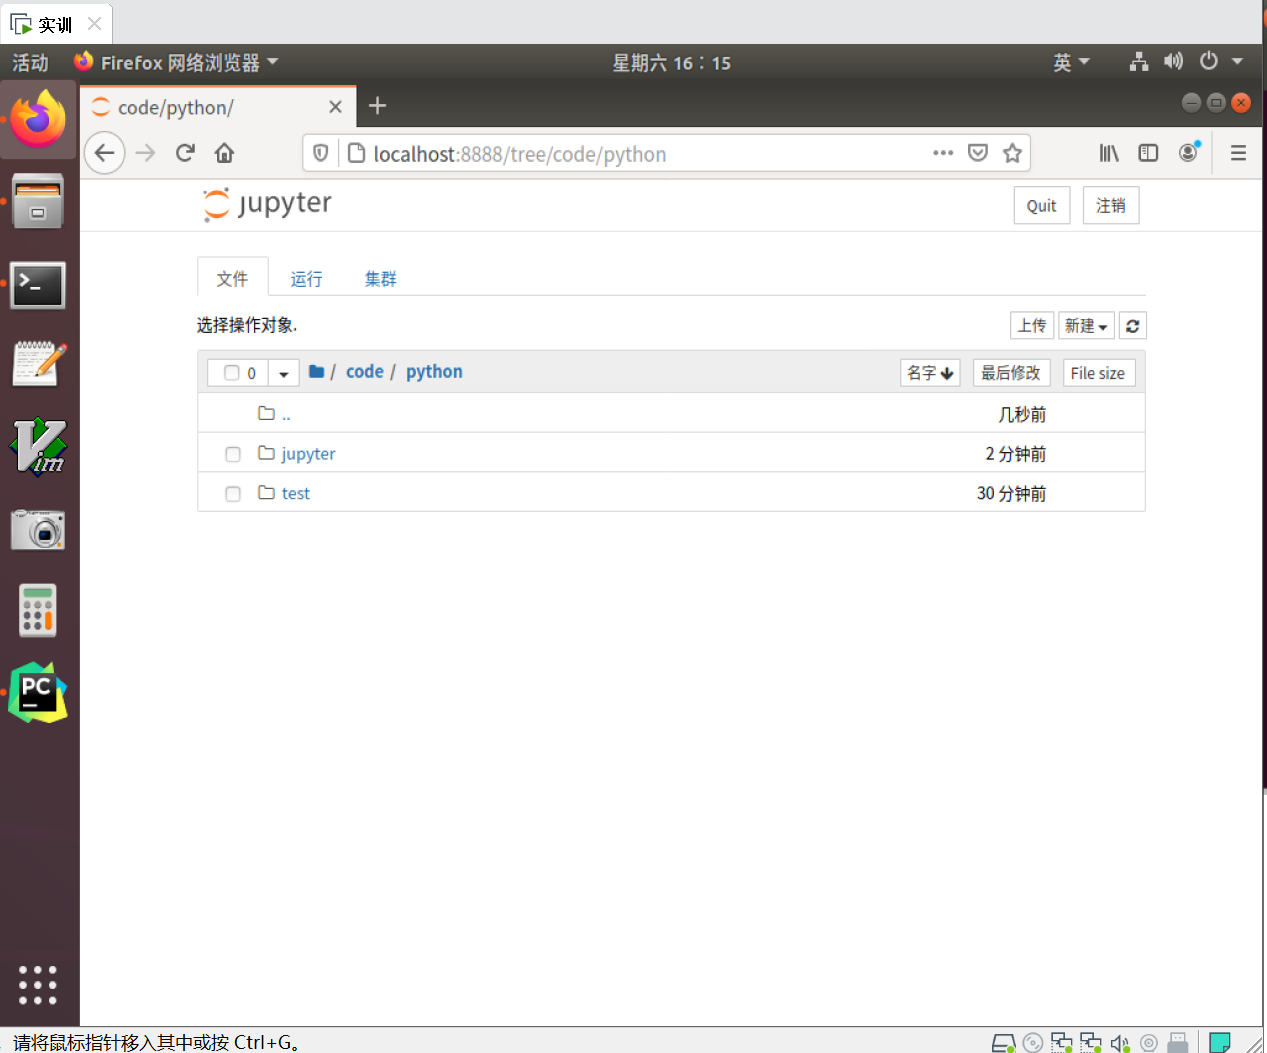 实训
活动 Firefox 网络浏览器 星期六 16：15 英
code/python/
localhost:8888/tree/code/python
jupyter Quit 注销
文件 运行 集群
选择操作对象. 上传 新建
0 / code / python 名字 最后修改 File size
.. 几秒前
jupyter 2 分钟前
test 30 分钟前
Vim
PC
请将鼠标指针移入其中或按 Ctrl+G。